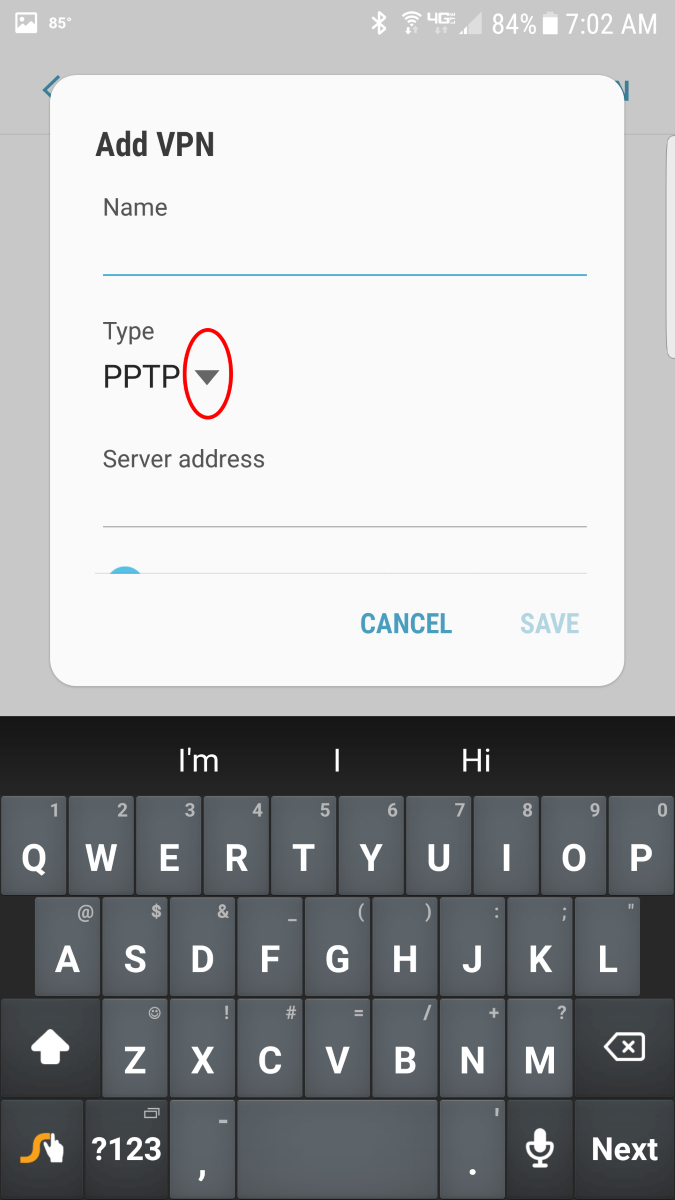 85° 4G 84% 7:02 AM
N
Add VPN
Name
Type
PPTP
Server address
CANCEL SAVE
I'm I Hi
1 2 3 4 5 6 7 8 9 0
Q W E R T Y U I O P
@ $ & _ ( ) : ; "
A S D F G H J K L
! # = / + ?
Z X C V B N M
- '
?123 , . Next